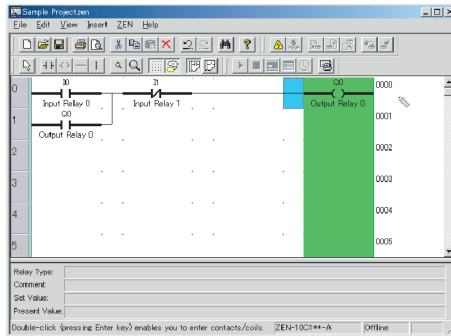 Sample Project.zen
File Edit View Insert ZEN Help
0 I0 I1 Q0 0000
Input Relay 0 Input Relay 1 Output Relay 0
1 Q0 0001
Output Relay 0
2 0002
3 0003
4 0004
5 0005
Relay Type:
Comment:
Set Value:
Present Value:
Double-click (pressing Enter key) enables you to enter contacts/coils. ZEN-10C1**-A Offline